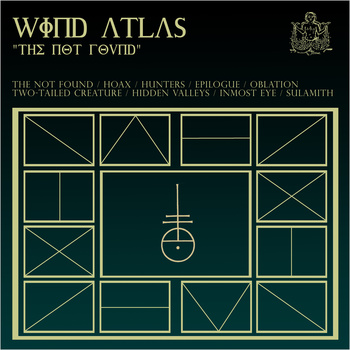 WIND ATLAS
"THE NOT FOUND"
THE NOT FOUND / HOAX / HUNTERS / EPILOGUE / OBLATION
TWO-TAILED CREATURE / HIDDEN VALLEYS / INMOST EYE / SULAMITH